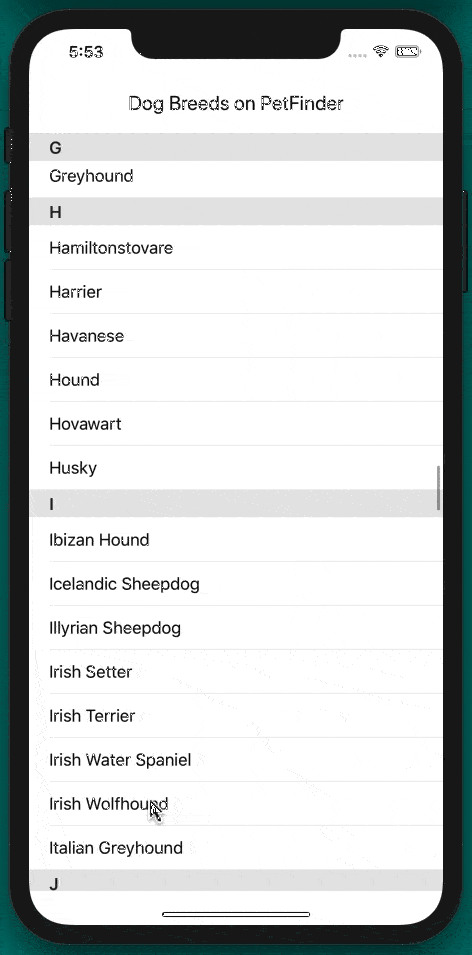 5:53
Dog Breeds on PetFinder
G
Greyhound
H
Hamiltonstovare
Harrier
Havanese
Hound
Hovawart
Husky
I
Ibizan Hound
Icelandic Sheepdog
Illyrian Sheepdog
Irish Setter
Irish Terrier
Irish Water Spaniel
Irish Wolfhound
Italian Greyhound
J